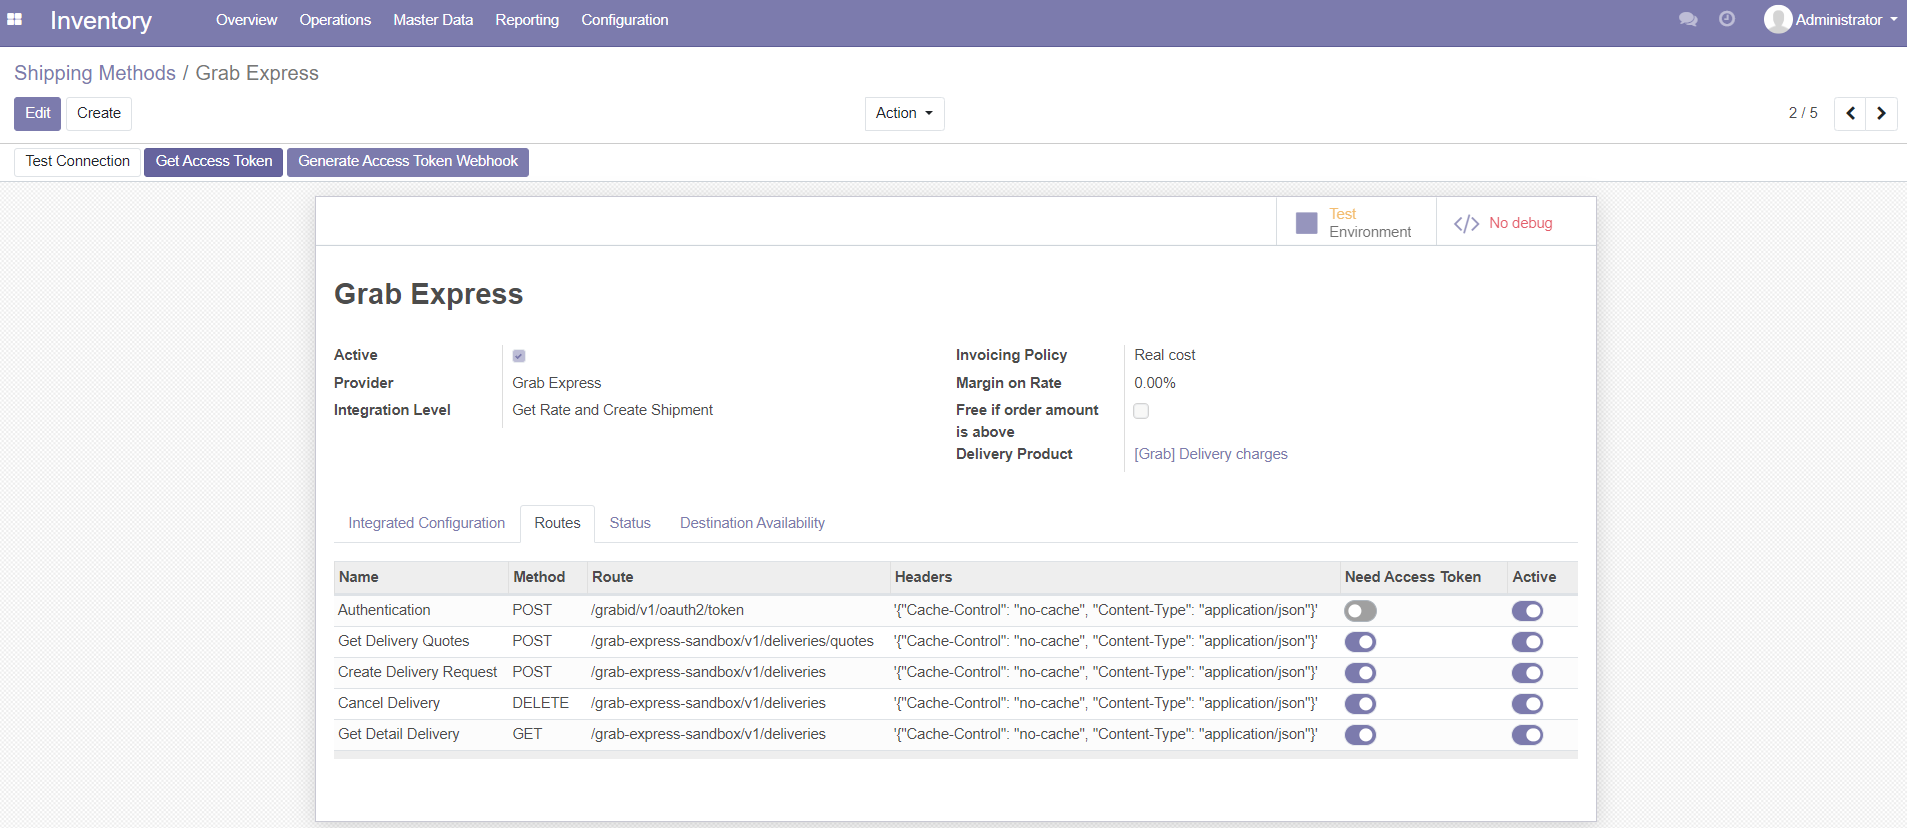 Inventory Overview Operations Master Data Reporting Configuration Administrator
Shipping Methods / Grab Express
Edit Create Action 2 / 5
Test Connection Get Access Token Generate Access Token Webhook
Test
Environment
No debug
Grab Express
Active
Provider Grab Express
Integration Level Get Rate and Create Shipment
Invoicing Policy Real cost
Margin on Rate 0.00%
Free if order amount
is above
Delivery Product [Grab] Delivery charges
Integrated Configuration Routes Status Destination Availability
Name Method Route Headers Need Access Token Active
Authentication POST /grabid/v1/oauth2/token '{"Cache-Control": "no-cache", "Content-Type": "application/json"}'
Get Delivery Quotes POST /grab-express-sandbox/v1/deliveries/quotes '{"Cache-Control": "no-cache", "Content-Type": "application/json"}'
Create Delivery Request POST /grab-express-sandbox/v1/deliveries '{"Cache-Control": "no-cache", "Content-Type": "application/json"}'
Cancel Delivery DELETE /grab-express-sandbox/v1/deliveries '{"Cache-Control": "no-cache", "Content-Type": "application/json"}'
Get Detail Delivery GET /grab-express-sandbox/v1/deliveries '{"Cache-Control": "no-cache", "Content-Type": "application/json"}'